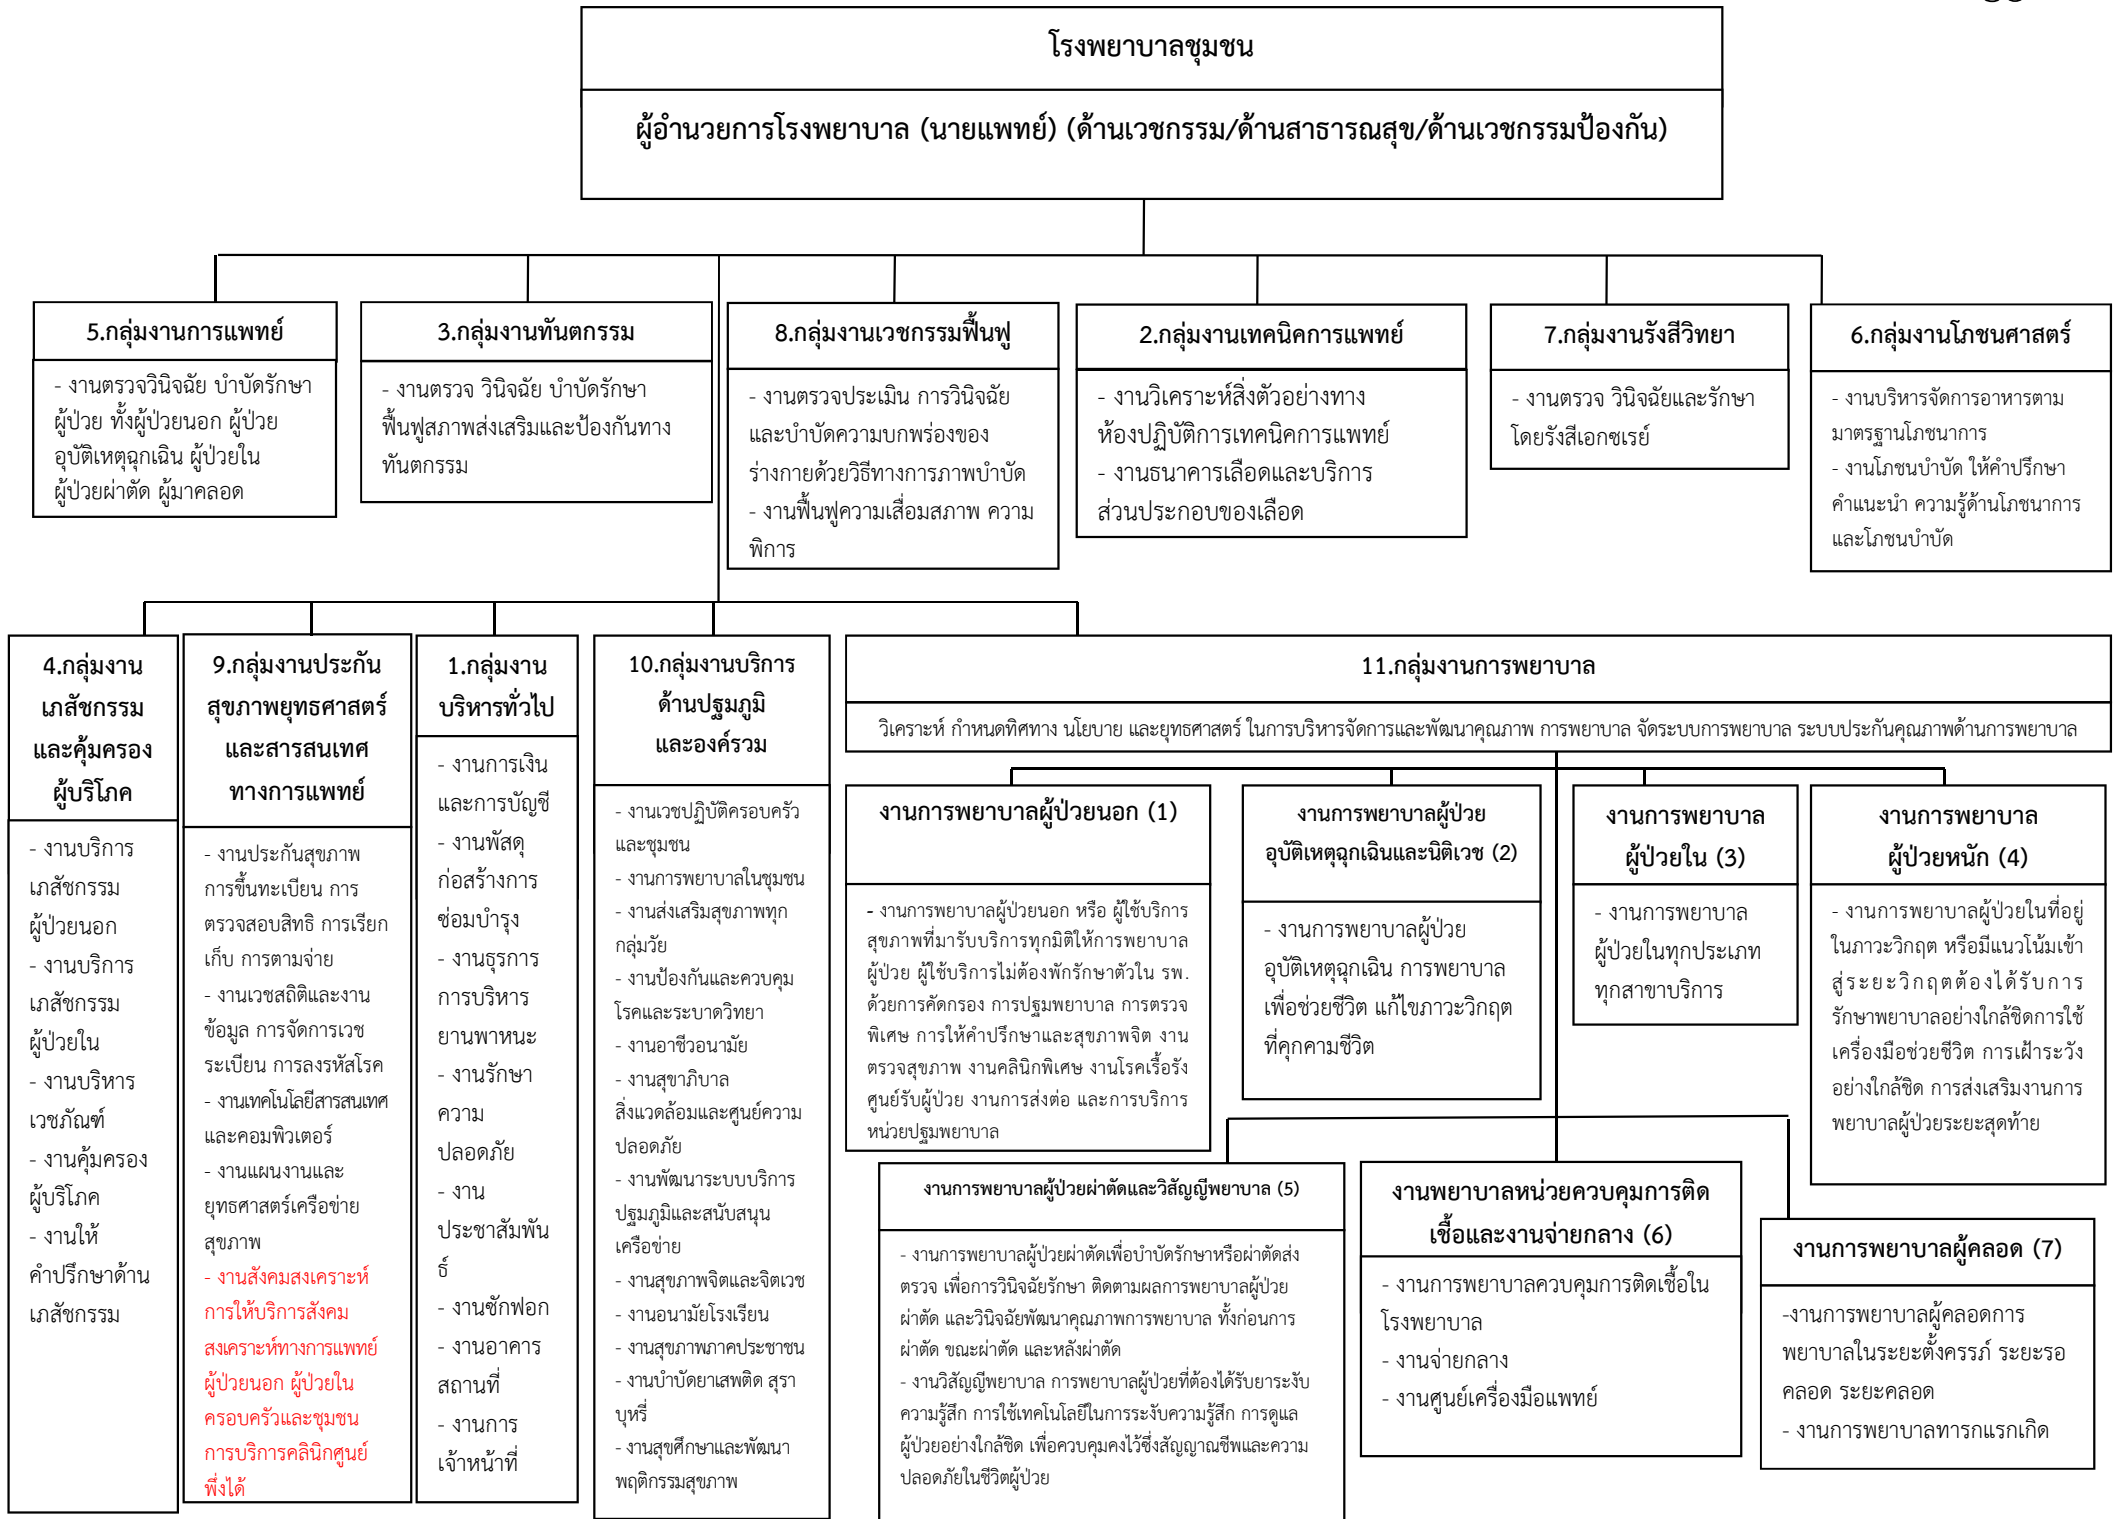 โรงพยาบาลชุมชน
ผู้อำนวยการโรงพยาบาล (นายแพทย์) (ด้านเวชกรรม/ด้านสาธารณสุข/ด้านเวชกรรมป้องกัน)
5.กลุ่มงานการแพทย์
- งานตรวจวินิจฉัย บำบัดรักษา
ผู้ป่วย ทั้งผู้ป่วยนอก ผู้ป่วย
อุบัติเหตุฉุกเฉิน ผู้ป่วยใน
ผู้ป่วยผ่าตัด ผู้มาคลอด
3.กลุ่มงานทันตกรรม
- งานตรวจ วินิจฉัย บำบัดรักษา
ฟื้นฟูสภาพส่งเสริมและป้องกันทาง
ทันตกรรม
8.กลุ่มงานเวชกรรมฟื้นฟู
- งานตรวจประเมิน การวินิจฉัย
และบำบัดความบกพร่องของ
ร่างกายด้วยวิธีทางการภาพบำบัด
- งานฟื้นฟูความเสื่อมสภาพ ความ
พิการ
2.กลุ่มงานเทคนิคการแพทย์
- งานวิเคราะห์สิ่งตัวอย่างทาง
ห้องปฏิบัติการเทคนิคการแพทย์
- งานธนาคารเลือดและบริการ
ส่วนประกอบของเลือด
7.กลุ่มงานรังสีวิทยา
- งานตรวจ วินิจฉัยและรักษา
โดยรังสีเอกซเรย์
6.กลุ่มงานโภชนศาสตร์
- งานบริหารจัดการอาหารตาม
มาตรฐานโภชนาการ
- งานโภชนบำบัด ให้คำปรึกษา
คำแนะนำ ความรู้ด้านโภชนาการ
และโภชนบำบัด
4.กลุ่มงาน
เภสัชกรรม
และคุ้มครอง
ผู้บริโภค
- งานบริการ
เภสัชกรรม
ผู้ป่วยนอก
- งานบริการ
เภสัชกรรม
ผู้ป่วยใน
- งานบริหาร
เวชภัณฑ์
- งานคุ้มครอง
ผู้บริโภค
- งานให้
คำปรึกษาด้าน
เภสัชกรรม
9.กลุ่มงานประกัน
สุขภาพยุทธศาสตร์
และสารสนเทศ
ทางการแพทย์
- งานประกันสุขภาพ
การขึ้นทะเบียน การ
ตรวจสอบสิทธิ การเรียก
เก็บ การตามจ่าย
- งานเวชสถิติและงาน
ข้อมูล การจัดการเวช
ระเบียน การลงรหัสโรค
- งานเทคโนโลยีสารสนเทศ
และคอมพิวเตอร์
- งานแผนงานและ
ยุทธศาสตร์เครือข่าย
สุขภาพ
- งานสังคมสงเคราะห์
การให้บริการสังคม
สงเคราะห์ทางการแพทย์
ผู้ป่วยนอก ผู้ป่วยใน
ครอบครัวและชุมชน
การบริการคลินิกศูนย์
พึ่งได้
1.กลุ่มงาน
บริหารทั่วไป
- งานการเงิน
และการบัญชี
- งานพัสดุ
ก่อสร้างการ
ซ่อมบำรุง
- งานธุรการ
การบริหาร
ยานพาหนะ
- งานรักษา
ความ
ปลอดภัย
- งาน
ประชาสัมพัน
ธ์
- งานซักฟอก
- งานอาคาร
สถานที่
- งานการ
เจ้าหน้าที่
10.กลุ่มงานบริการ
ด้านปฐมภูมิ
และองค์รวม
- งานเวชปฏิบัติครอบครัว
และชุมชน
- งานการพยาบาลในชุมชน
- งานส่งเสริมสุขภาพทุก
กลุ่มวัย
- งานป้องกันและควบคุม
โรคและระบาดวิทยา
- งานอาชีวอนามัย
- งานสุขาภิบาล
สิ่งแวดล้อมและศูนย์ความ
ปลอดภัย
- งานพัฒนาระบบบริการ
ปฐมภูมิและสนับสนุน
เครือข่าย
- งานสุขภาพจิตและจิตเวช
- งานอนามัยโรงเรียน
- งานสุขภาพภาคประชาชน
- งานบำบัดยาเสพติด สุรา
บุหรี่
- งานสุขศึกษาและพัฒนา
พฤติกรรมสุขภาพ
11.กลุ่มงานการพยาบาล
วิเคราะห์ กำหนดทิศทาง นโยบาย และยุทธศาสตร์ ในการบริหารจัดการและพัฒนาคุณภาพ การพยาบาล จัดระบบการพยาบาล ระบบประกันคุณภาพด้านการพยาบาล
งานการพยาบาลผู้ป่วยนอก (1)
- งานการพยาบาลผู้ป่วยนอก หรือ ผู้ใช้บริการ
สุขภาพที่มารับบริการทุกมิติให้การพยาบาล
ผู้ป่วย ผู้ใช้บริการไม่ต้องพักรักษาตัวใน รพ.
ด้วยการคัดกรอง การปฐมพยาบาล การตรวจ
พิเศษ การให้คำปรึกษาและสุขภาพจิต งาน
ตรวจสุขภาพ งานคลินิกพิเศษ งานโรคเรื้อรัง
ศูนย์รับผู้ป่วย งานการส่งต่อ และการบริการ
หน่วยปฐมพยาบาล
งานการพยาบาลผู้ป่วย
อุบัติเหตุฉุกเฉินและนิติเวช (2)
- งานการพยาบาลผู้ป่วย
อุบัติเหตุฉุกเฉิน การพยาบาล
เพื่อช่วยชีวิต แก้ไขภาวะวิกฤต
ที่คุกคามชีวิต
งานการพยาบาล
ผู้ป่วยใน (3)
- งานการพยาบาล
ผู้ป่วยในทุกประเภท
ทุกสาขาบริการ
งานการพยาบาล
ผู้ป่วยหนัก (4)
- งานการพยาบาลผู้ป่วยในที่อยู่
ในภาวะวิกฤต หรือมีแนวโน้มเข้า
สู่ระยะวิกฤตต้องได้รับการ
รักษาพยาบาลอย่างใกล้ชิดการใช้
เครื่องมือช่วยชีวิต การเฝ้าระวัง
อย่างใกล้ชิด การส่งเสริมงานการ
พยาบาลผู้ป่วยระยะสุดท้าย
งานการพยาบาลผู้ป่วยผ่าตัดและวิสัญญีพยาบาล (5)
- งานการพยาบาลผู้ป่วยผ่าตัดเพื่อบำบัดรักษาหรือผ่าตัดส่ง
ตรวจ เพื่อการวินิจฉัยรักษา ติดตามผลการพยาบาลผู้ป่วย
ผ่าตัด และวินิจฉัยพัฒนาคุณภาพการพยาบาล ทั้งก่อนการ
ผ่าตัด ขณะผ่าตัด และหลังผ่าตัด
- งานวิสัญญีพยาบาล การพยาบาลผู้ป่วยที่ต้องได้รับยาระงับ
ความรู้สึก การใช้เทคโนโลยีในการระงับความรู้สึก การดูแล
ผู้ป่วยอย่างใกล้ชิด เพื่อควบคุมคงไว้ซึ่งสัญญาณชีพและความ
ปลอดภัยในชีวิตผู้ป่วย
งานพยาบาลหน่วยควบคุมการติด
เชื้อและงานจ่ายกลาง (6)
- งานการพยาบาลควบคุมการติดเชื้อใน
โรงพยาบาล
- งานจ่ายกลาง
- งานศูนย์เครื่องมือแพทย์
งานการพยาบาลผู้คลอด (7)
-งานการพยาบาลผู้คลอดการ
พยาบาลในระยะตั้งครรภ์ ระยะรอ
คลอด ระยะคลอด
- งานการพยาบาลทารกแรกเกิด